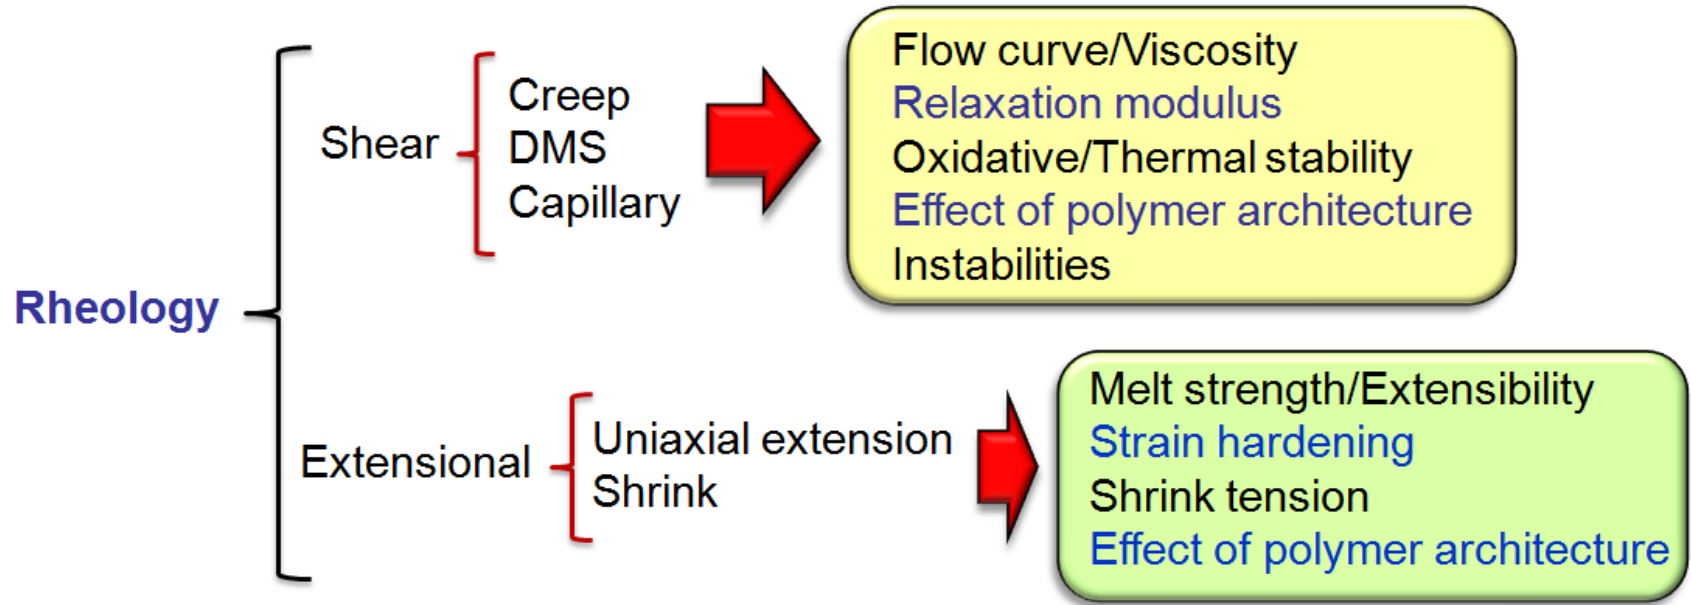 Rheology
Shear
Creep
DMS
Capillary
Flow curve/Viscosity
Relaxation modulus
Oxidative/Thermal stability
Effect of polymer architecture
Instabilities
Extensional
Uniaxial extension
Shrink
Melt strength/Extensibility
Strain hardening
Shrink tension
Effect of polymer architecture